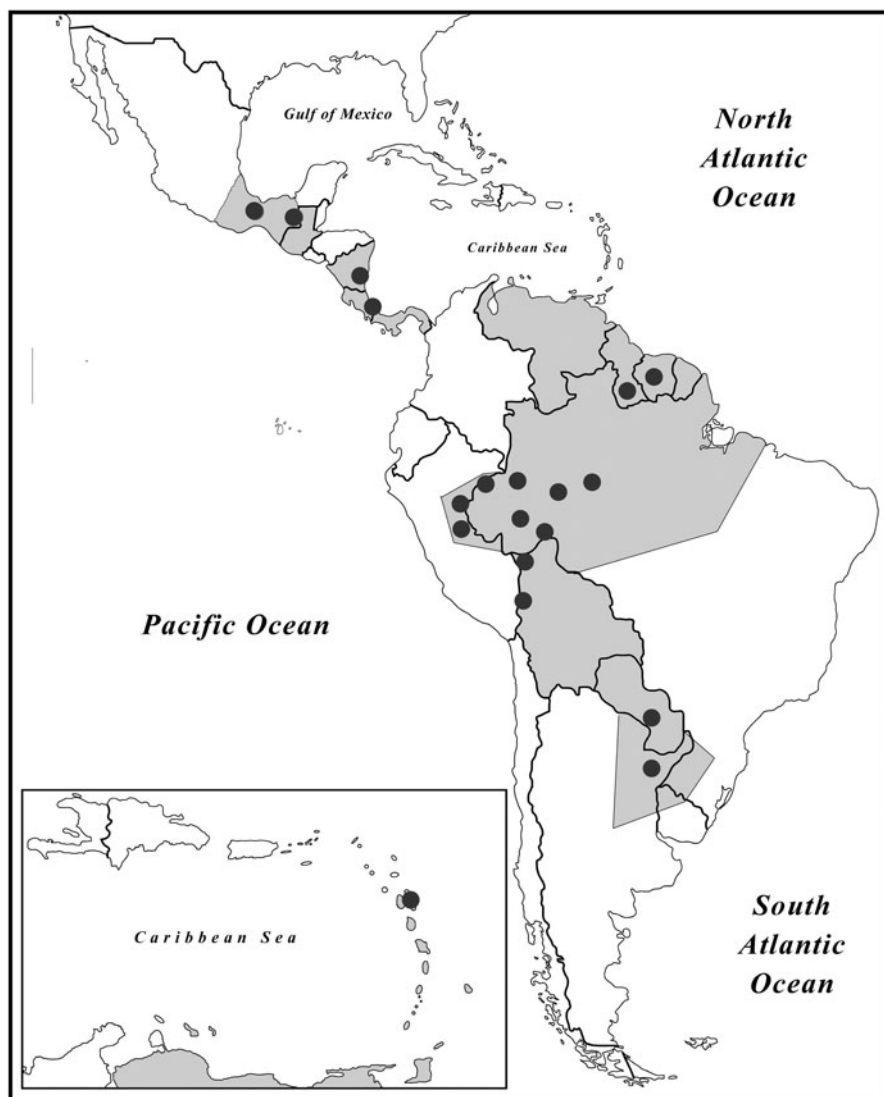 Gulf of Mexico
North
Atlantic
Ocean
Caribbean Sea
Pacific Ocean
South
Atlantic
Ocean
Caribbean Sea